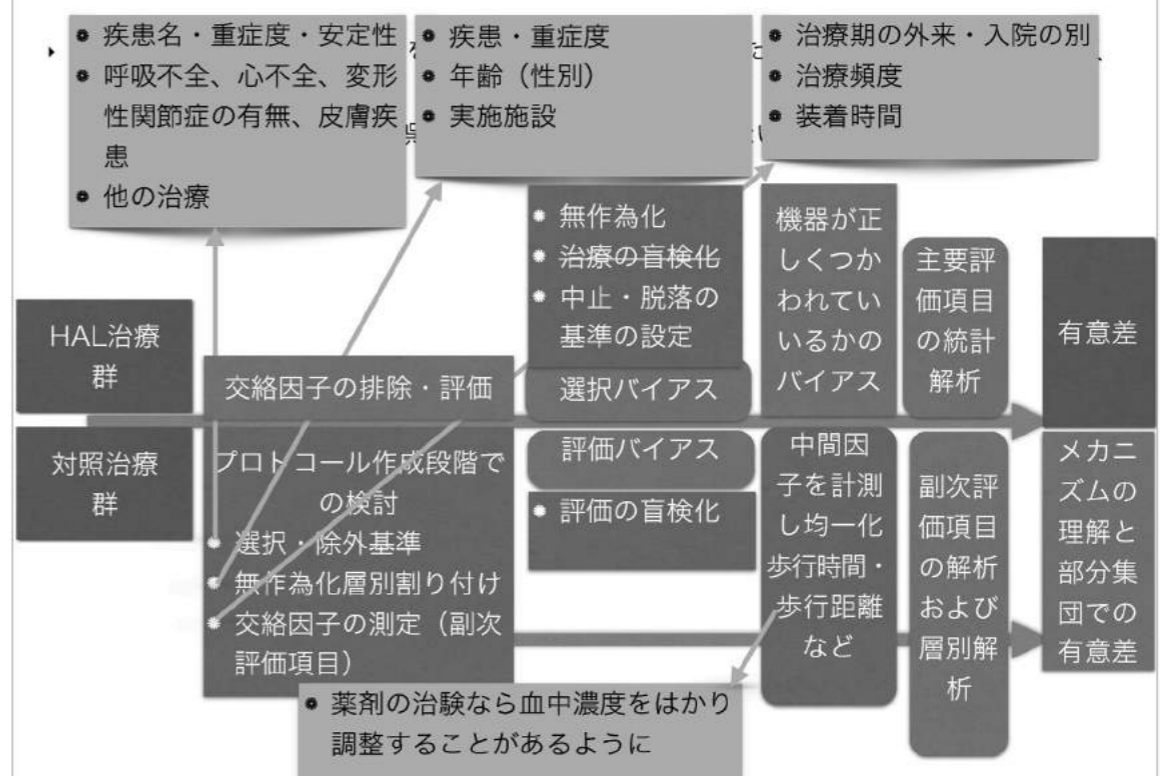 • 疾患名・重症度・安定性
• 呼吸不全、心不全、変形
性関節症の有無、皮膚疾
患
• 他の治療
• 疾患・重症度
• 年齢（性別）
• 実施施設
• 治療期の外来・入院の別
• 治療頻度
• 装着時間
HAL治療
群
対照治療
群
交絡因子の排除・評価
プロトコール作成段階で
の検討
• 選択・除外基準
• 無作為化層別割り付け
• 交絡因子の測定（副次
評価項目）
• 無作為化
• 治療の盲検化
• 中止・脱落の
基準の設定
選択バイアス
評価バイアス
• 評価の盲検化
機器が正
しくつか
われてい
いるかの
バイアス
中間因
子を計測
し均一化
歩行時間・
歩行距離
など
主要評
価項目
の統計
解析
副次評
価項目
の解析
および
層別解
析
有意差
メカニ
ズムの
理解と
部分集
団での
有意差
• 薬剤の治験なら血中濃度をはかり
調整することがあるように